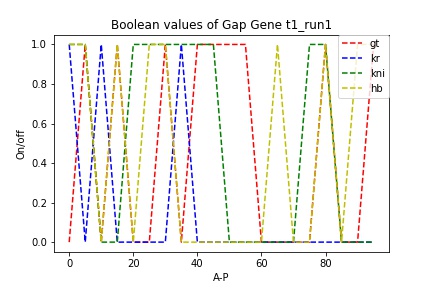 Boolean values of Gap Gene t1_run1
gt
kr
kni
hb
On/off
1.0
0.8
0.6
0.4
0.2
0.0
0 20 40 60 80
A-P